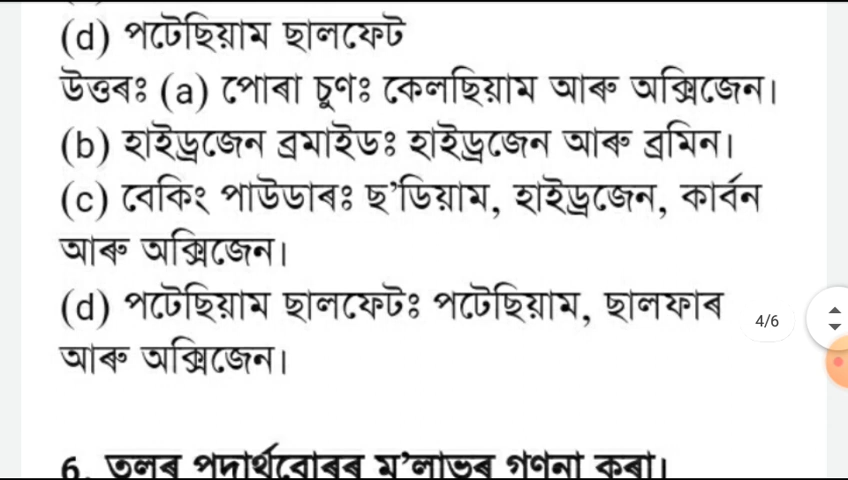 (d) পটেছিয়াম ছালফেট
উত্তৰঃ (a) পোৰা চুণঃ কেলছিয়াম আৰু অক্সিজেন।
(b) হাইড্ৰজেন ব্ৰমাইডঃ হাইড্ৰজেন আৰু ব্ৰমিন।
(c) বেকিং পাউডাৰঃ ছ’ডিয়াম, হাইড্ৰজেন, কাৰ্বন
আৰু অক্সিজেন।
(d) পটেছিয়াম ছালফেটঃ পটেছিয়াম, ছালফাৰ
4/6
আৰু অক্সিজেন।
6. তলৰ পদাৰ্থবোৰৰ ম’লাভৰ গণনা কৰা।